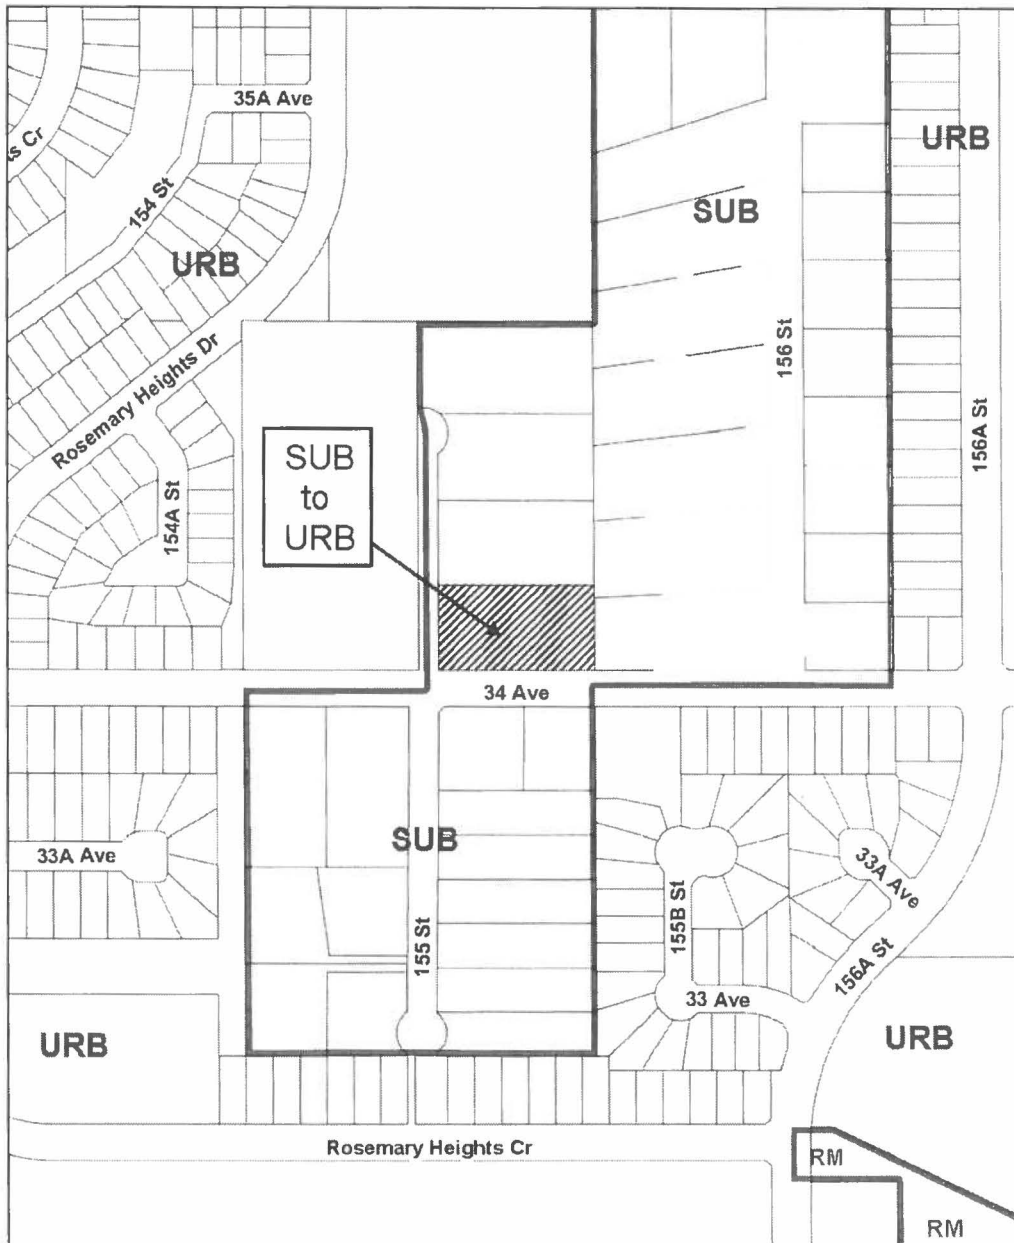 35A Ave
URB
ts Cr
154 St
SUB
URB
156 St
Rosemary Heights Dr
156A St
SUB
to
URB
154A St
34 Ave
SUB
33A Ave
33A Ave
155B St
155 St
156A St
33 Ave
URB
URB
Rosemary Heights Cr
RM
RM